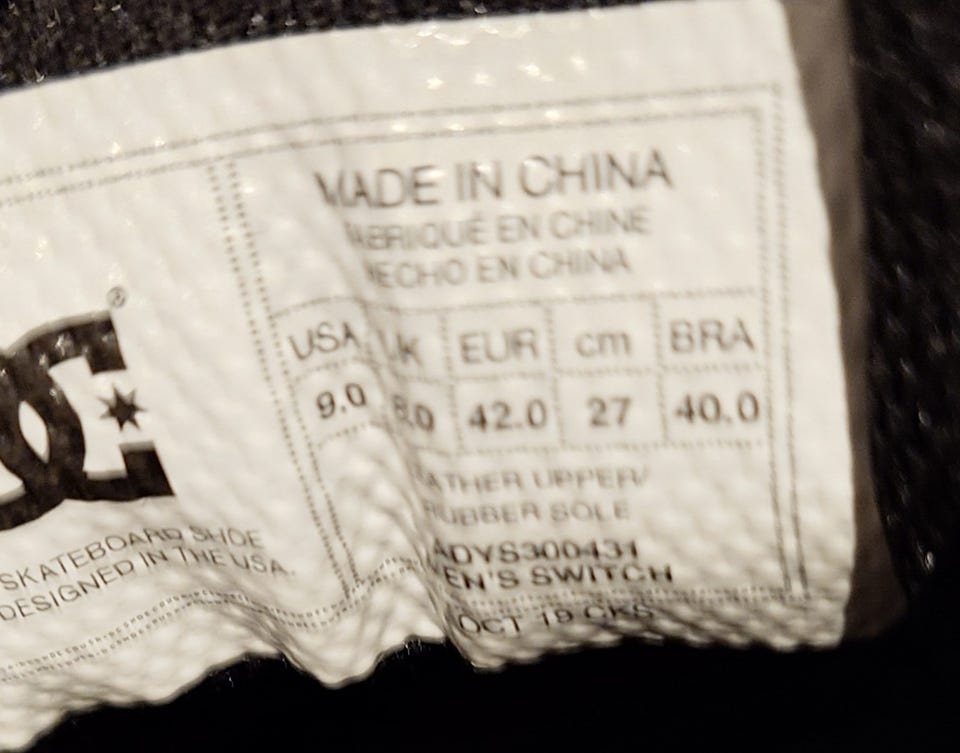 MADE IN CHINA
FABRIQUÉ EN CHINE
HECHO EN CHINA
USA UK EUR cm BRA
9.0 8.0 42.0 27 40.0
DC®
SKATEBOARD SHOE
DESIGNED IN THE USA.
LEATHER UPPER/
RUBBER SOLE
ADYS300431
MEN'S SWITCH
OCT 19 CKS